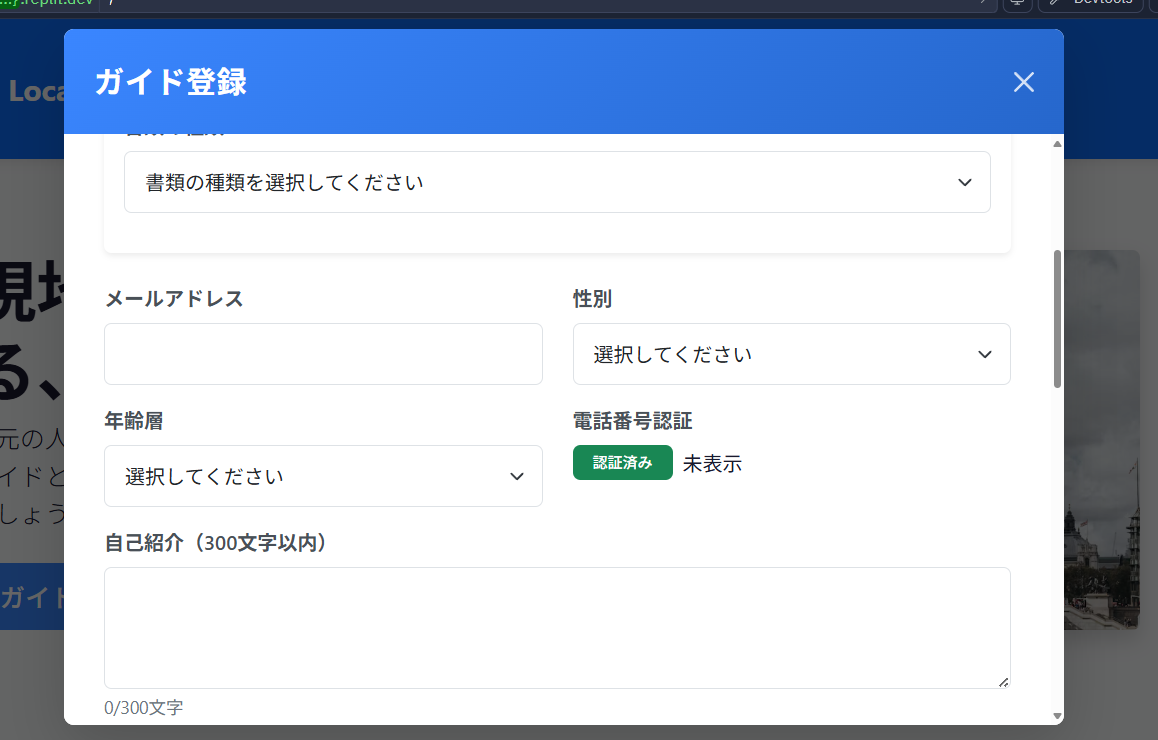 .replit.dev /
Devtools
ガイド登録
Loca
書類の種類を選択してください
メールアドレス
性別
選択してください
年齢層
電話番号認証
選択してください
認証済み 未表示
自己紹介（300文字以内）
0/300文字
現地
る、
元の人
イドと
しょう
ガイド